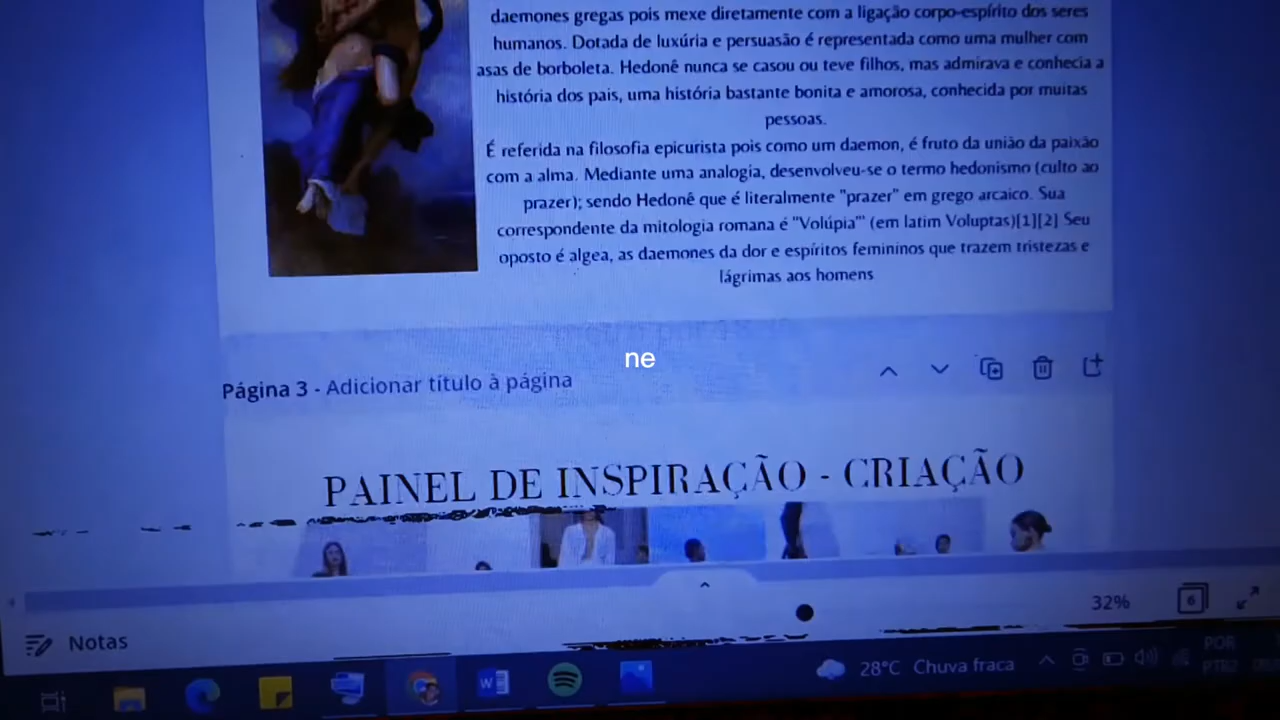 daemones gregas pois mexe diretamente com a ligação corpo-espírito dos seres
humanos. Dotada de luxúria e persuasão é representada como uma mulher com
asas de borboleta. Hedonê nunca se casou ou teve filhos, mas admirava e conhecia a
história dos pais, uma história bastante bonita e amorosa, conhecida por muitas
pessoas.
É referida na filosofia epicurista pois como um daemon, é fruto da união da paixão
com a alma. Mediante uma analogia, desenvolveu-se o termo hedonismo (culto ao
prazer); sendo Hedonê que é literalmente "prazer" em grego arcaico. Sua
correspondente da mitologia romana é "Volúpia"' (em latim Voluptas)[1][2] Seu
oposto é algea, as daemones da dor e espíritos femininos que trazem tristezas e
lágrimas aos homens
ne
Página 3 - Adicionar título à página
PAINEL DE INSPIRAÇÃO - CRIAÇÃO
32%
6
Notas
28°C Chuva fraca
POR
PTB2